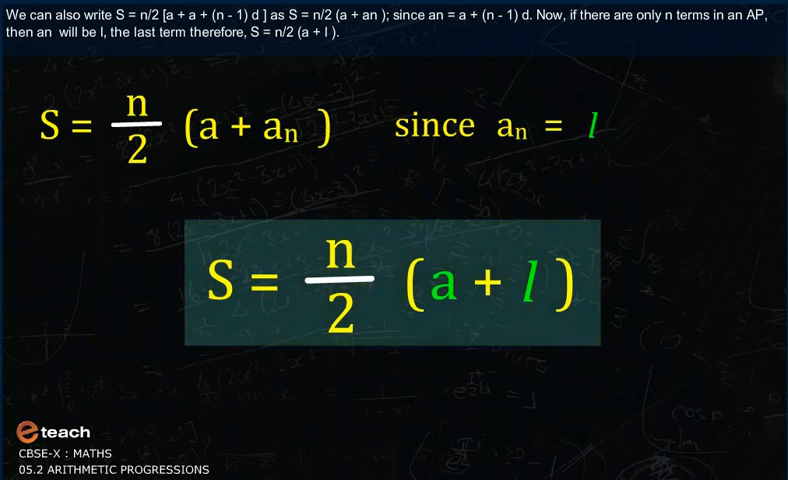 We can also write S = n/2 [a + a + (n - 1) d ] as S = n/2 (a + an ); since an = a + (n - 1) d. Now, if there are only n terms in an AP,
then an will be l, the last term therefore, S = n/2 (a + l ).
S = n/2 (a + aₙ ) since aₙ = l
S = n/2 (a + l )
eteach
CBSE-X : MATHS
05.2 ARITHMETIC PROGRESSIONS